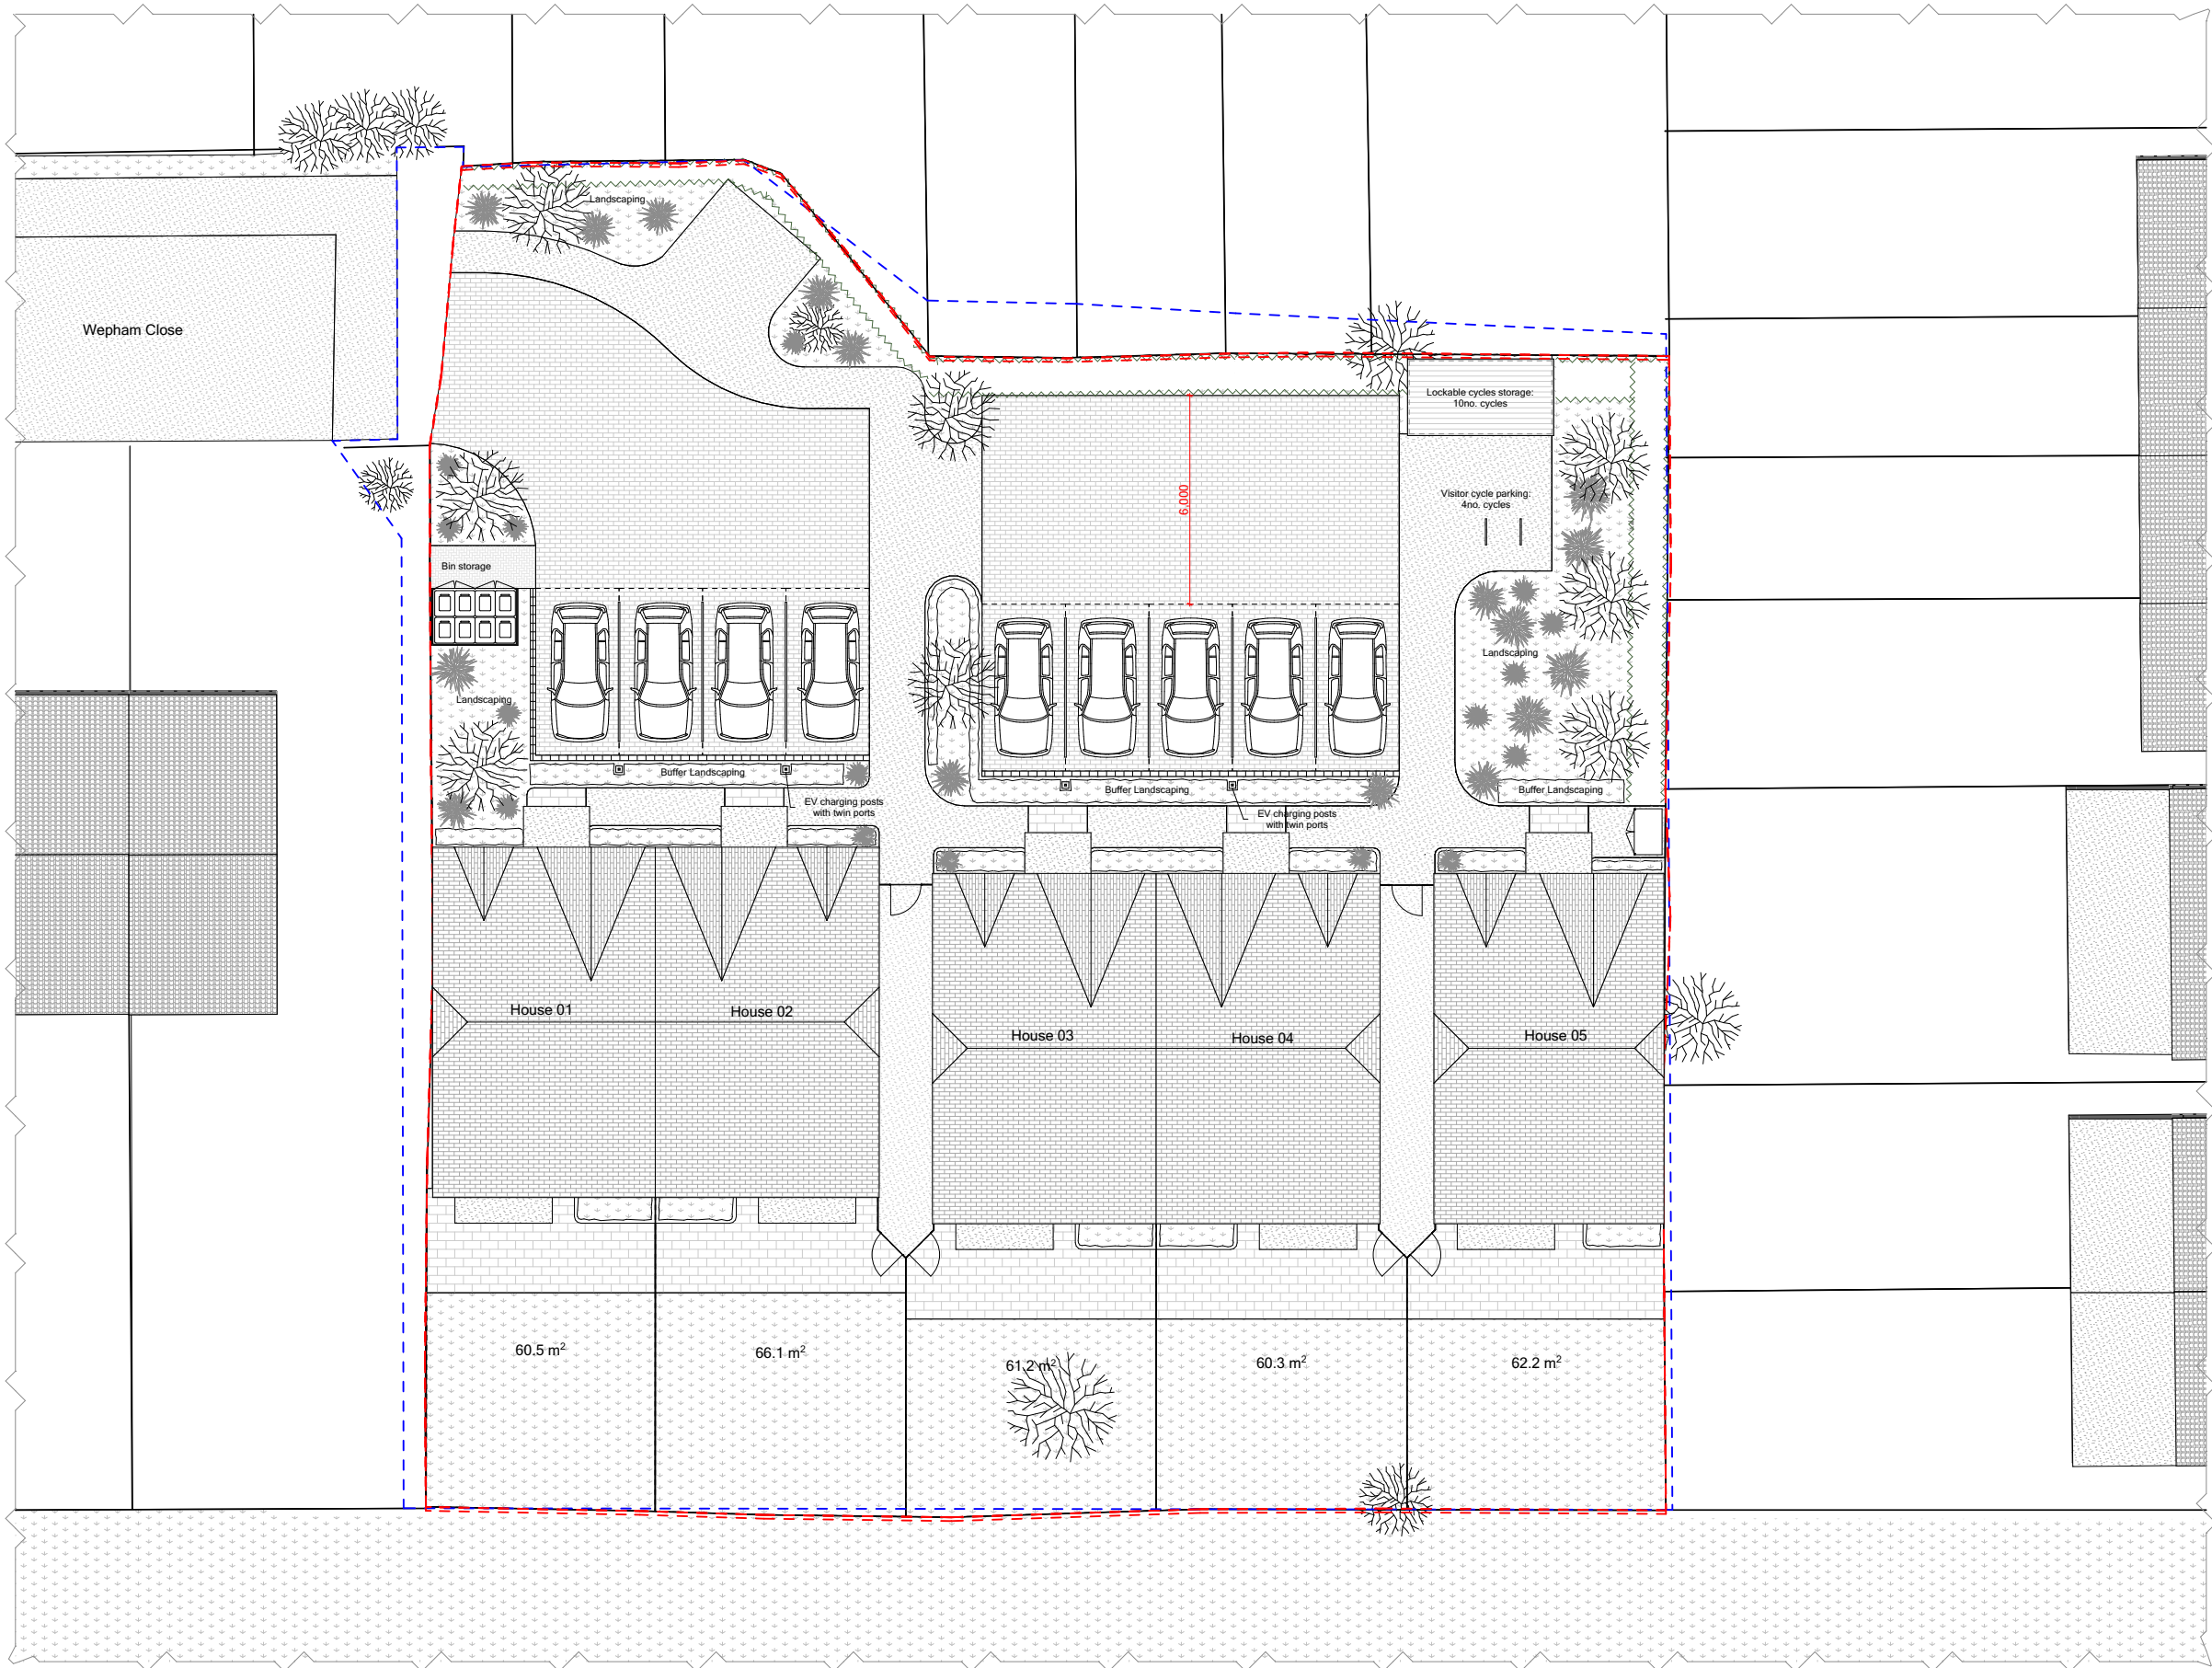 Landscaping
Wepham Close
Lockable cycles storage:
10no. cycles
6.000
Visitor cycle parking:
4no. cycles
Bin storage
Landscaping
Landscaping
Buffer Landscaping
Buffer Landscaping
Buffer Landscaping
EV charging posts
with twin ports
EV charging posts
with twin ports
House 01
House 02
House 03
House 04
House 05
60.5 m²
66.1 m²
61.2 m²
60.3 m²
62.2 m²